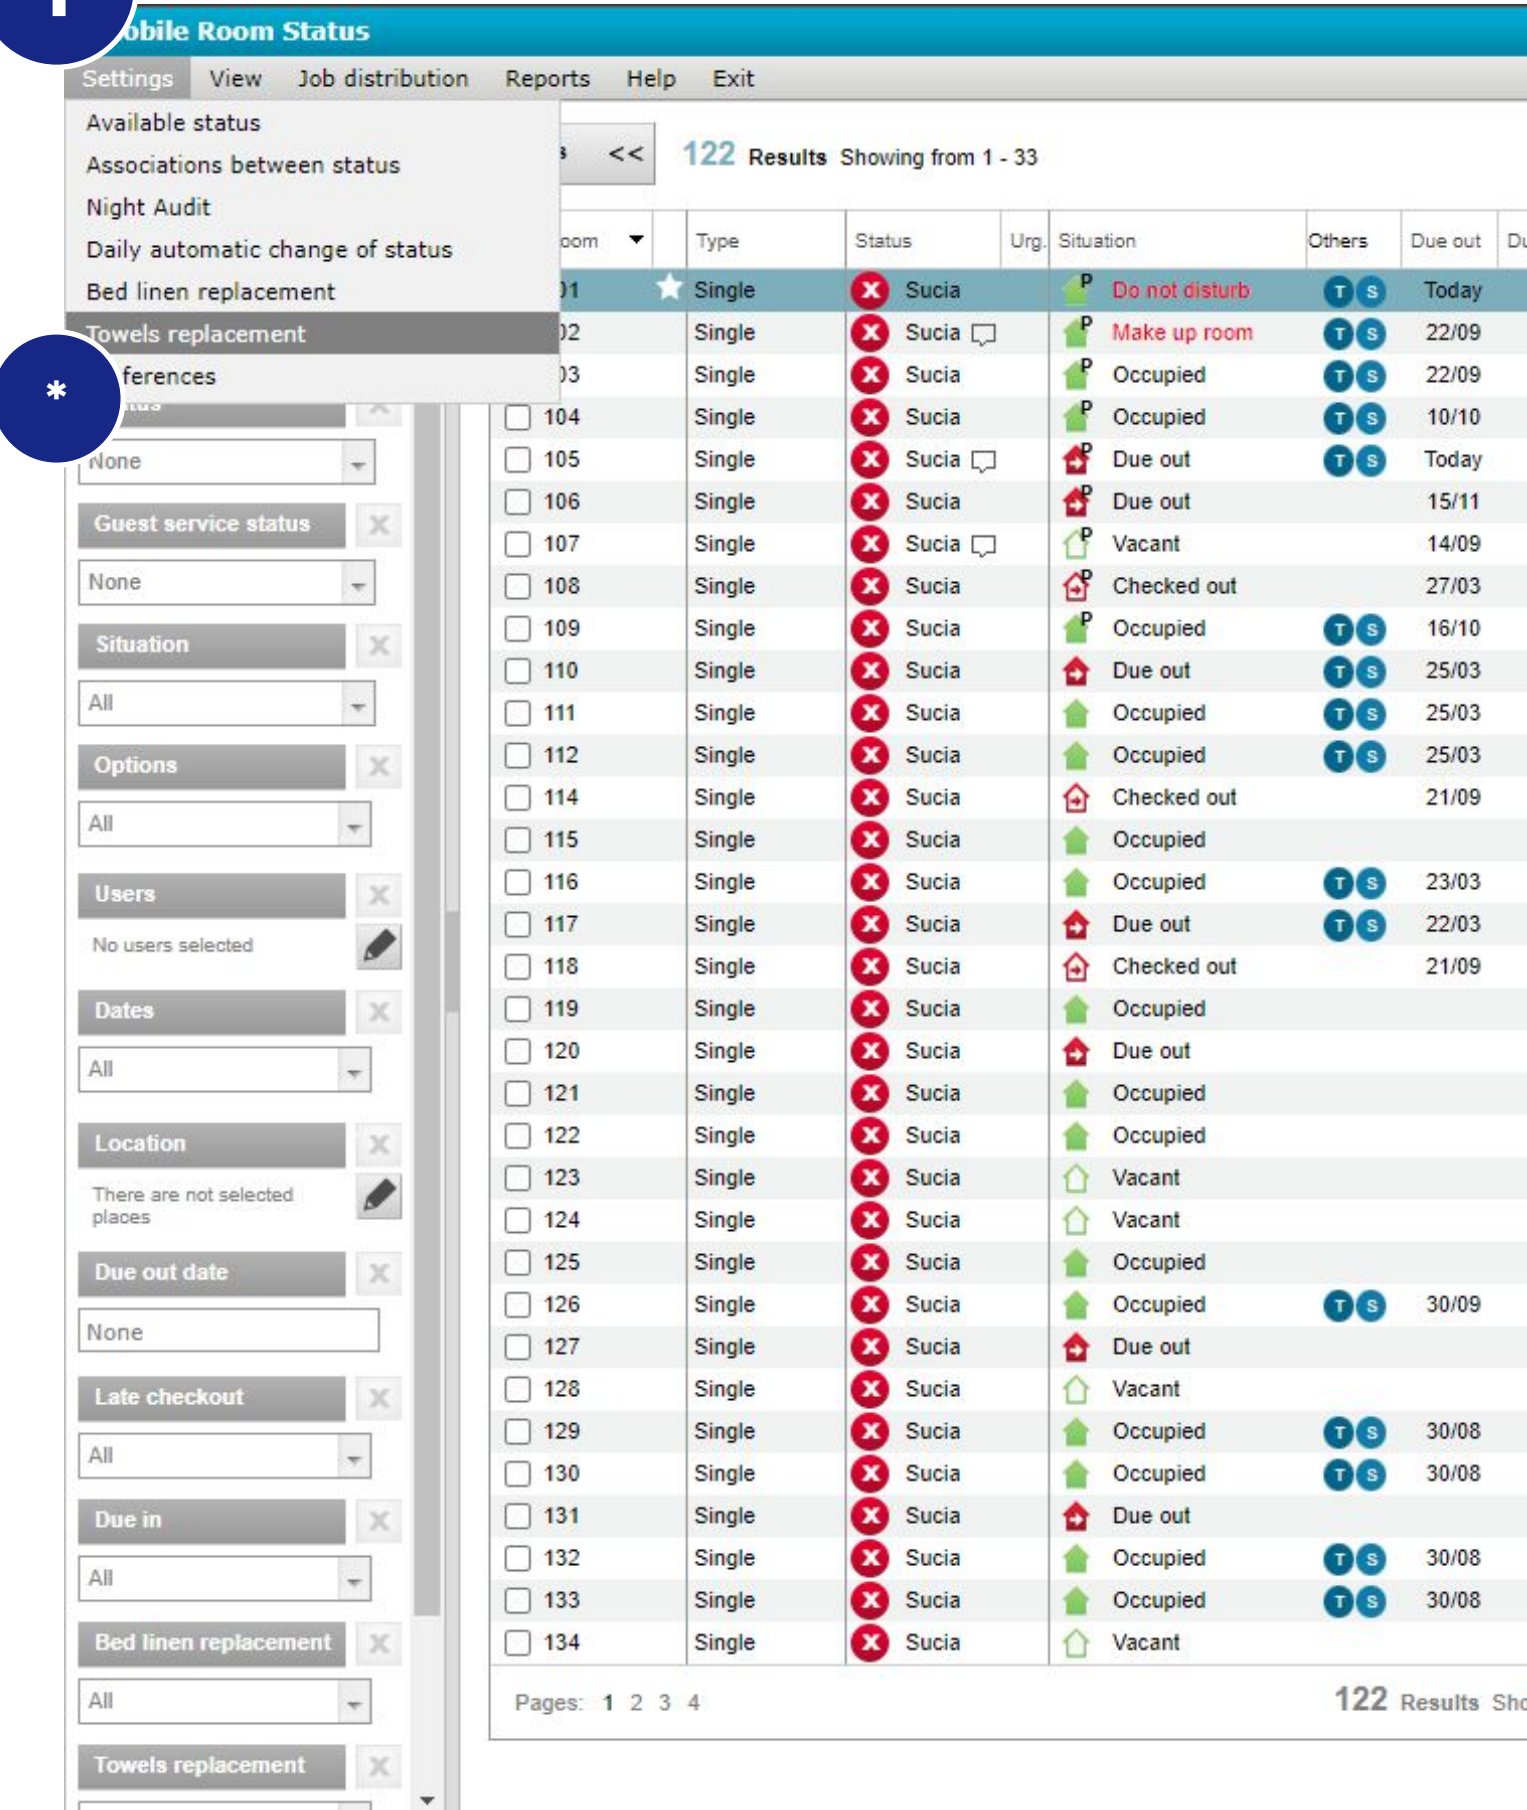 Mobile Room Status
Settings View Job distribution Reports Help Exit
Available status
Associations between status
Night Audit
Daily automatic change of status
Bed linen replacement
Towels replacement
ferences
*
None
Guest service status
None
Situation
All
Options
All
Users
No users selected
Dates
All
Location
There are not selected
places
Due out date
None
Late checkout
All
Due in
All
Bed linen replacement
All
Towels replacement
<< 122 Results Showing from 1 - 33
oom Type Status Urg. Situation Others Due out Du
01 Single Sucia P Do not disturb T S Today
02 Single Sucia P Make up room T S 22/09
03 Single Sucia P Occupied T S 22/09
104 Single Sucia P Occupied T S 10/10
105 Single Sucia P Due out T S Today
106 Single Sucia P Due out 15/11
107 Single Sucia P Vacant 14/09
108 Single Sucia P Checked out 27/03
109 Single Sucia P Occupied T S 16/10
110 Single Sucia Due out T S 25/03
111 Single Sucia Occupied T S 25/03
112 Single Sucia Occupied T S 25/03
114 Single Sucia Checked out 21/09
115 Single Sucia Occupied
116 Single Sucia Occupied T S 23/03
117 Single Sucia Due out T S 22/03
118 Single Sucia Checked out 21/09
119 Single Sucia Occupied
120 Single Sucia Due out
121 Single Sucia Occupied
122 Single Sucia Occupied
123 Single Sucia Vacant
124 Single Sucia Vacant
125 Single Sucia Occupied
126 Single Sucia Occupied T S 30/09
127 Single Sucia Due out
128 Single Sucia Vacant
129 Single Sucia Occupied T S 30/08
130 Single Sucia Occupied T S 30/08
131 Single Sucia Due out
132 Single Sucia Occupied T S 30/08
133 Single Sucia Occupied T S 30/08
134 Single Sucia Vacant
Pages: 1 2 3 4 122 Results Sho